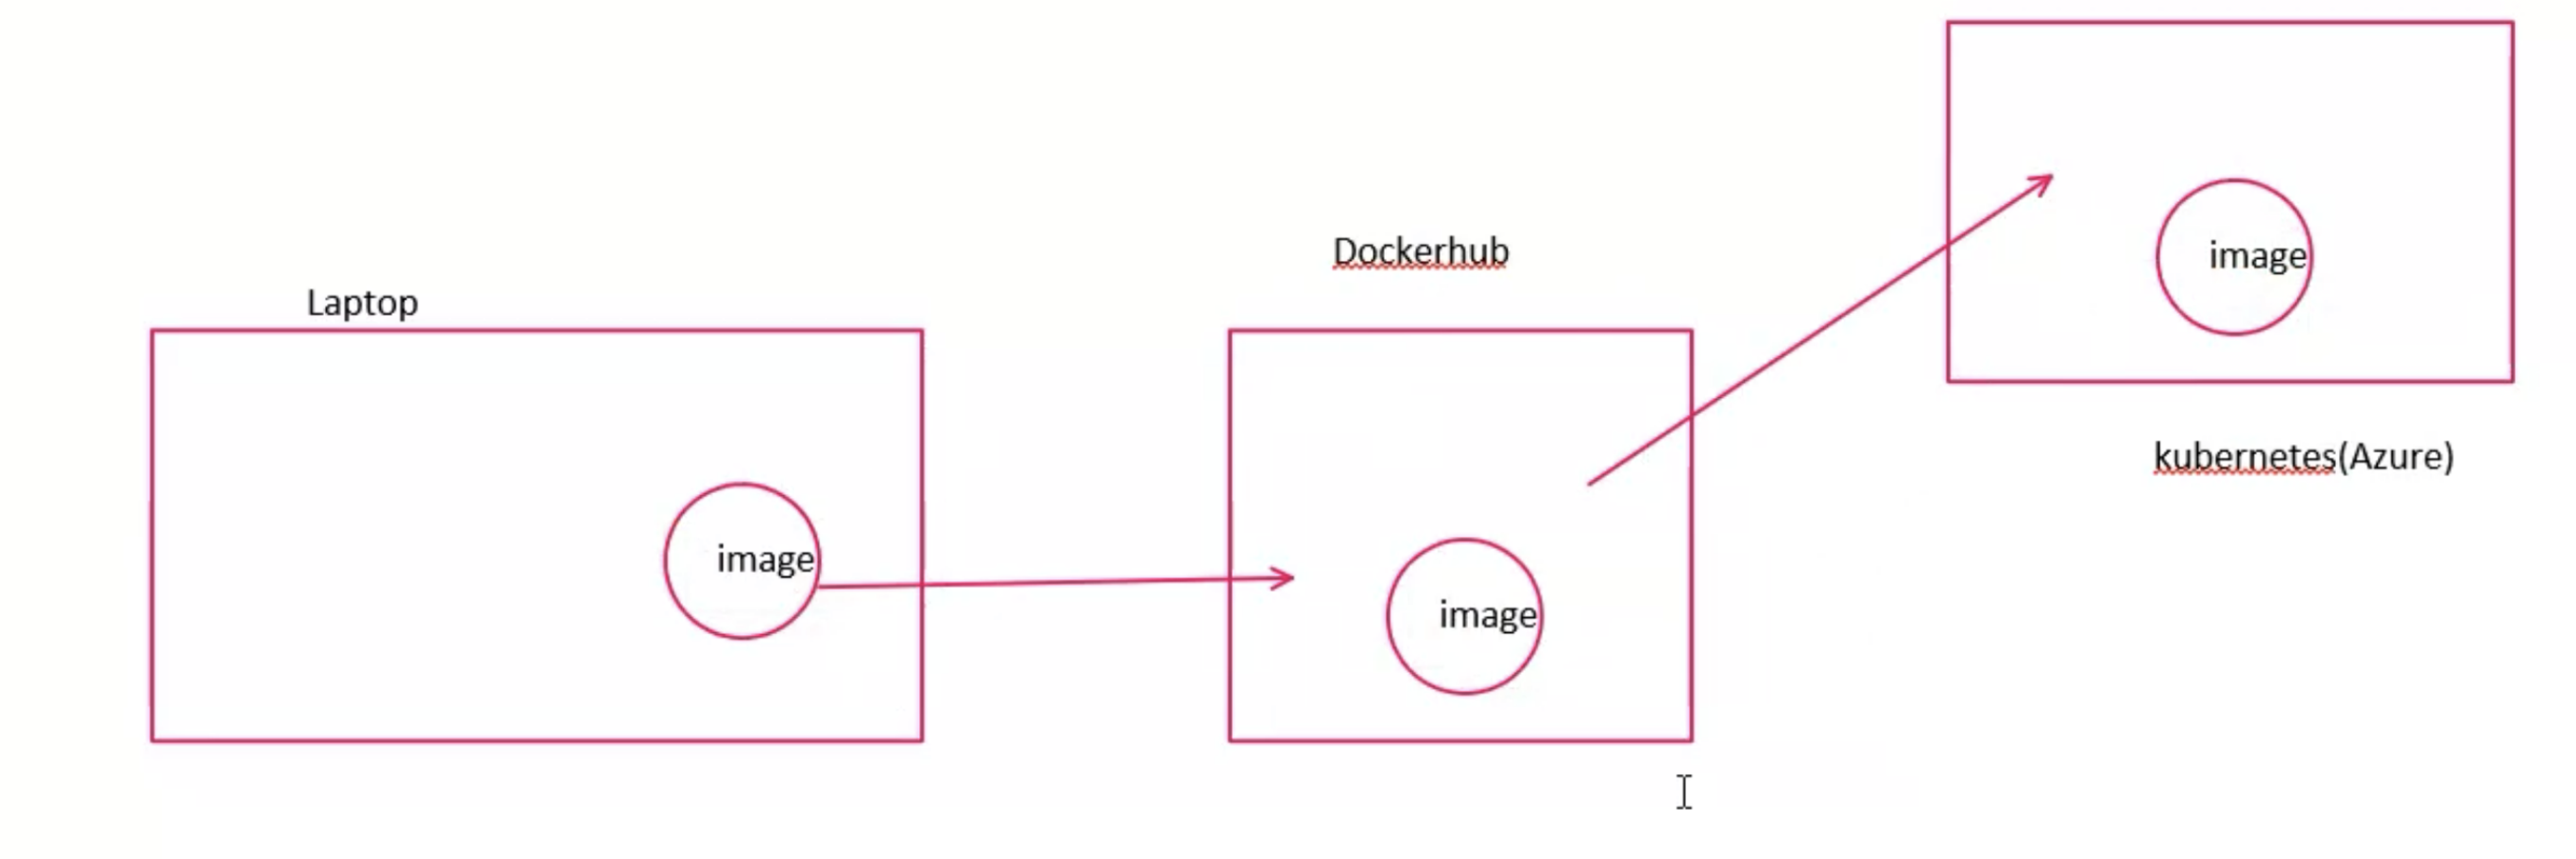 Laptop
image
Dockerhub
image
image
kubernetes(Azure)